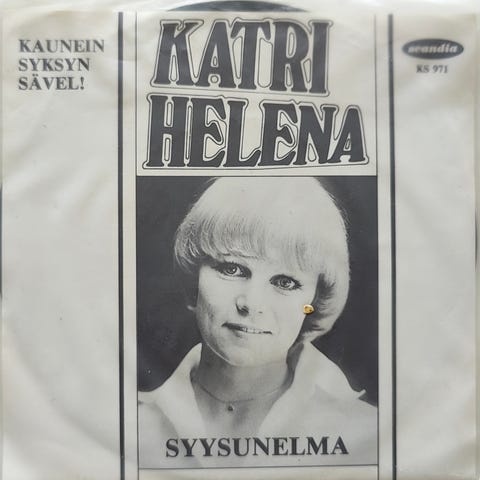 KAUNEIN
SYKSYN
SÄVEL!
KATRI
HELENA
scandia
KS 971
SYYSUNELMA